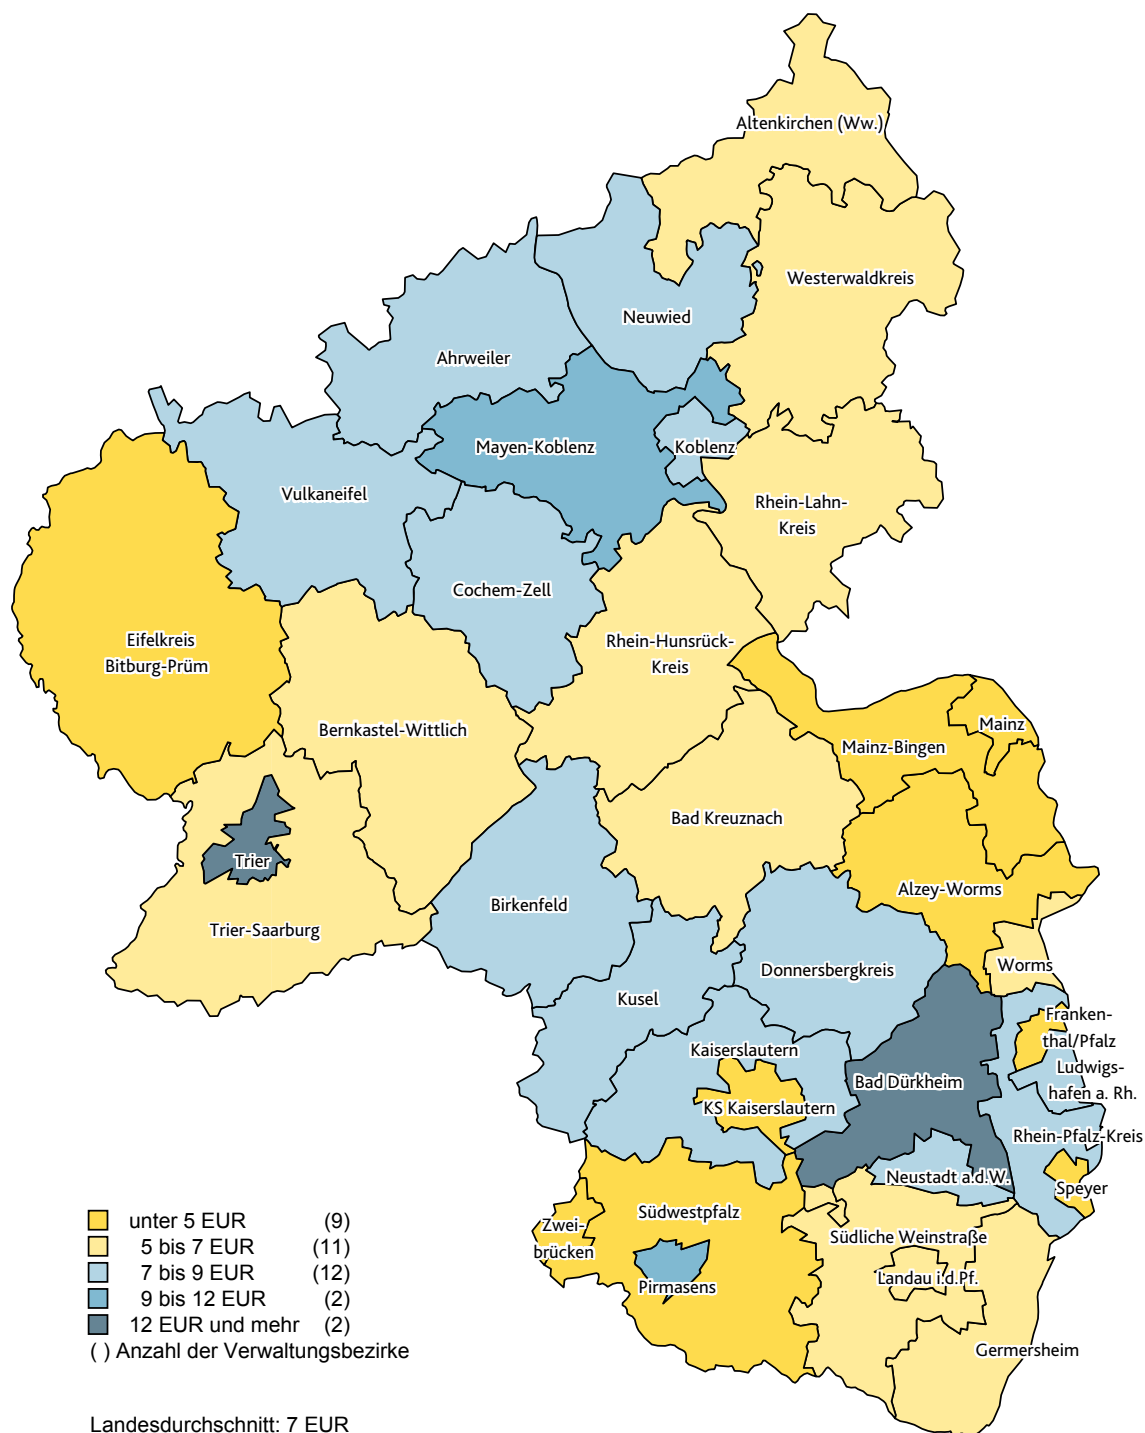 Altenkirchen (Ww.)
Westerwaldkreis
Neuwied
Ahrweiler
Mayen-Koblenz
Koblenz
Vulkaneifel
Rhein-Lahn-
Kreis
Cochem-Zell
Eifelkreis
Bitburg-Prüm
Rhein-Hunsrück-
Kreis
Bernkastel-Wittlich
Mainz
Mainz-Bingen
Bad Kreuznach
Trier
Alzey-Worms
Birkenfeld
Trier-Saarburg
Worms
Donnersbergkreis
Kusel
Franken-
thal/Pfalz
Kaiserslautern
Ludwigs-
hafen a. Rh.
Bad Dürkheim
KS Kaiserslautern
Rhein-Pfalz-Kreis
Neustadt a.d.W.
Speyer
Südwestpfalz
Zwei-
brücken
Südliche Weinstraße
Landau i.d.Pf.
Pirmasens
Germersheim
unter 5 EUR (9)
5 bis 7 EUR (11)
7 bis 9 EUR (12)
9 bis 12 EUR (2)
12 EUR und mehr (2)
( ) Anzahl der Verwaltungsbezirke
Landesdurchschnitt: 7 EUR